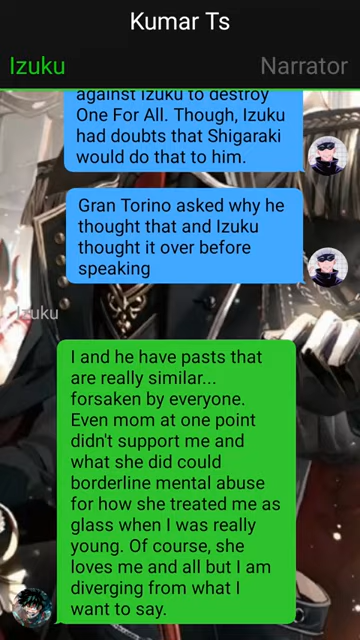 Kumar Ts
Izuku
Narrator
against Izuku to destroy
One For All. Though, Izuku
had doubts that Shigaraki
would do that to him.
Gran Torino asked why he
thought that and Izuku
thought it over before
speaking
Izuku
I and he have pasts that
are really similar...
forsaken by everyone.
Even mom at one point
didn't support me and
what she did could
borderline mental abuse
for how she treated me as
glass when I was really
young. Of course, she
loves me and all but I am
diverging from what I
want to say.